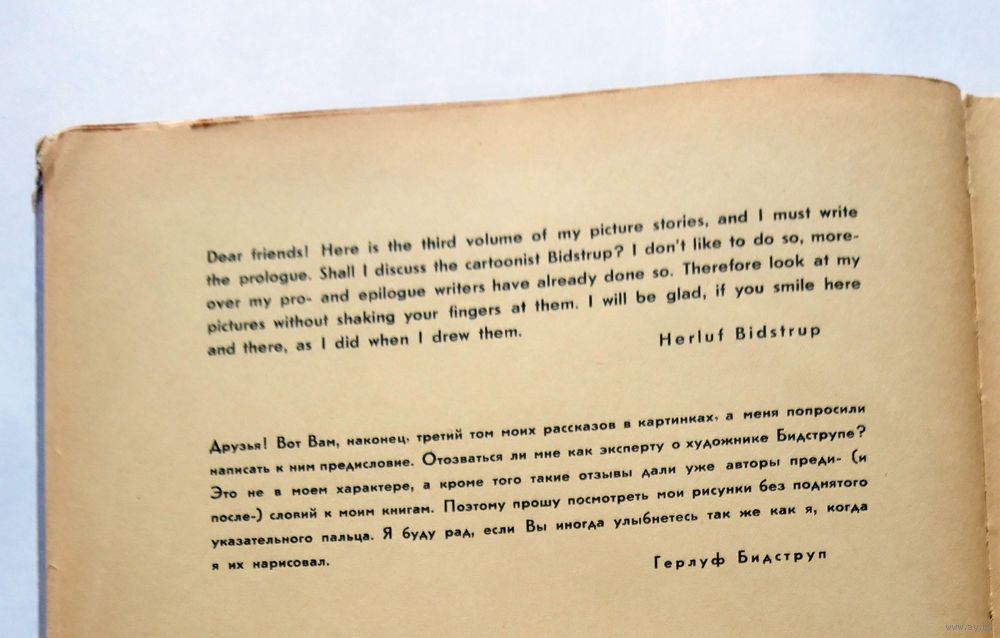 Dear friends! Here is the third volume of my picture stories, and I must write
the prologue. Shall I discuss the cartoonist Bidstrup? I don't like to do so, more-
over my pro- and epilogue writers have already done so. Therefore look at my
pictures without shaking your fingers at them. I will be glad, if you smile here
and there, as I did when I drew them.
Herluf Bidstrup
Друзья! Вот Вам, наконец, третий том моих рассказов в картинках, а меня попросили
написать к ним предисловие. Отозваться ли мне как эксперту о художнике Бидструпе?
Это не в моем характере, а кроме того такие отзывы дали уже авторы преди- (и
после-) словий к моим книгам. Поэтому прошу посмотреть мои рисунки без поднятого
указательного пальца. Я буду рад, если Вы иногда улыбнетесь так же как я, когда
я их нарисовал.
Герлуф Бидструп